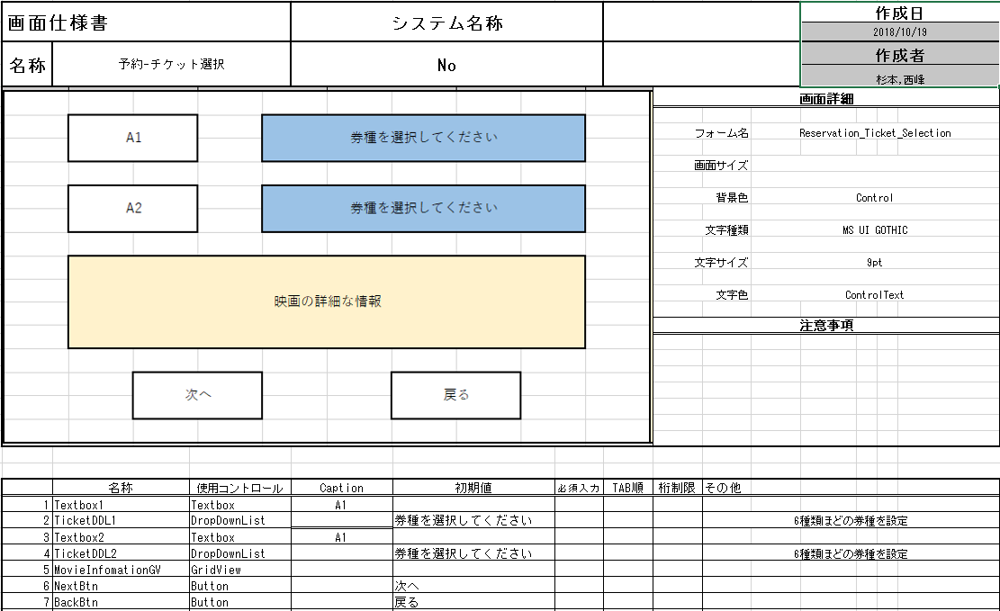 画面仕様書 システム名称 作成日
2018/10/19
名称 予約-チケット選択 No 作成者
杉本,西峰
画面詳細
A1 券種を選択してください
フォーム名 Reservation_Ticket_Selection
画面サイズ
A2 券種を選択してください
背景色 Control
文字種類 MS UI GOTHIC
文字サイズ 9pt
映画の詳細な情報
文字色 ControlText
注意事項
次へ 戻る
名称 使用コントロール Caption 初期値 必須入力 TAB順 桁制限 その他
1 Textbox1 Textbox A1
2 TicketDDL1 DropDownList 券種を選択してください 6種類ほどの券種を設定
3 Textbox2 Textbox A1
4 TicketDDL2 DropDownList 券種を選択してください 6種類ほどの券種を設定
5 MovieInfomationGV GridView
6 NextBtn Button 次へ
7 BackBtn Button 戻る